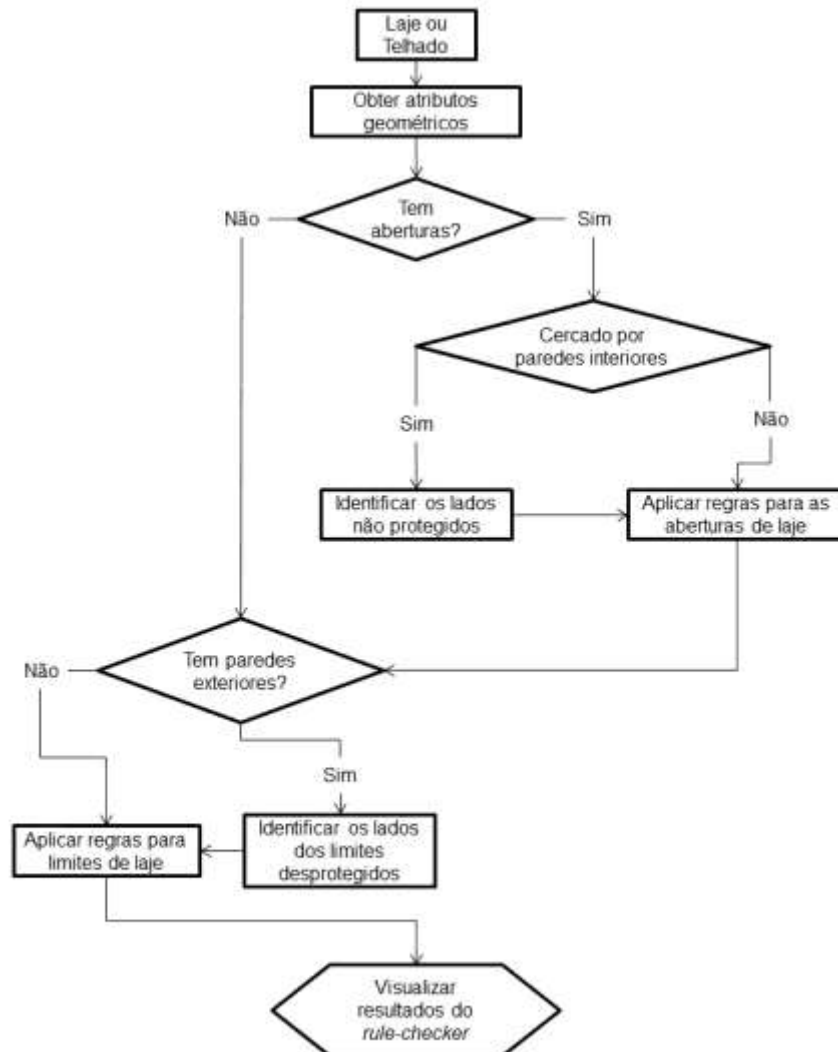 Laje ou
Telhado
Obter atributos
geométricos
Tem
aberturas?
Não
Sim
Cercado por
paredes interiores
Sim
Não
Identificar os lados
não protegidos
Aplicar regras para as
aberturas de laje
Tem paredes
exteriores?
Não
Sim
Aplicar regras para
limites de laje
Identificar os lados
dos limites
desprotegidos
Visualizar
resultados do
rule-checker